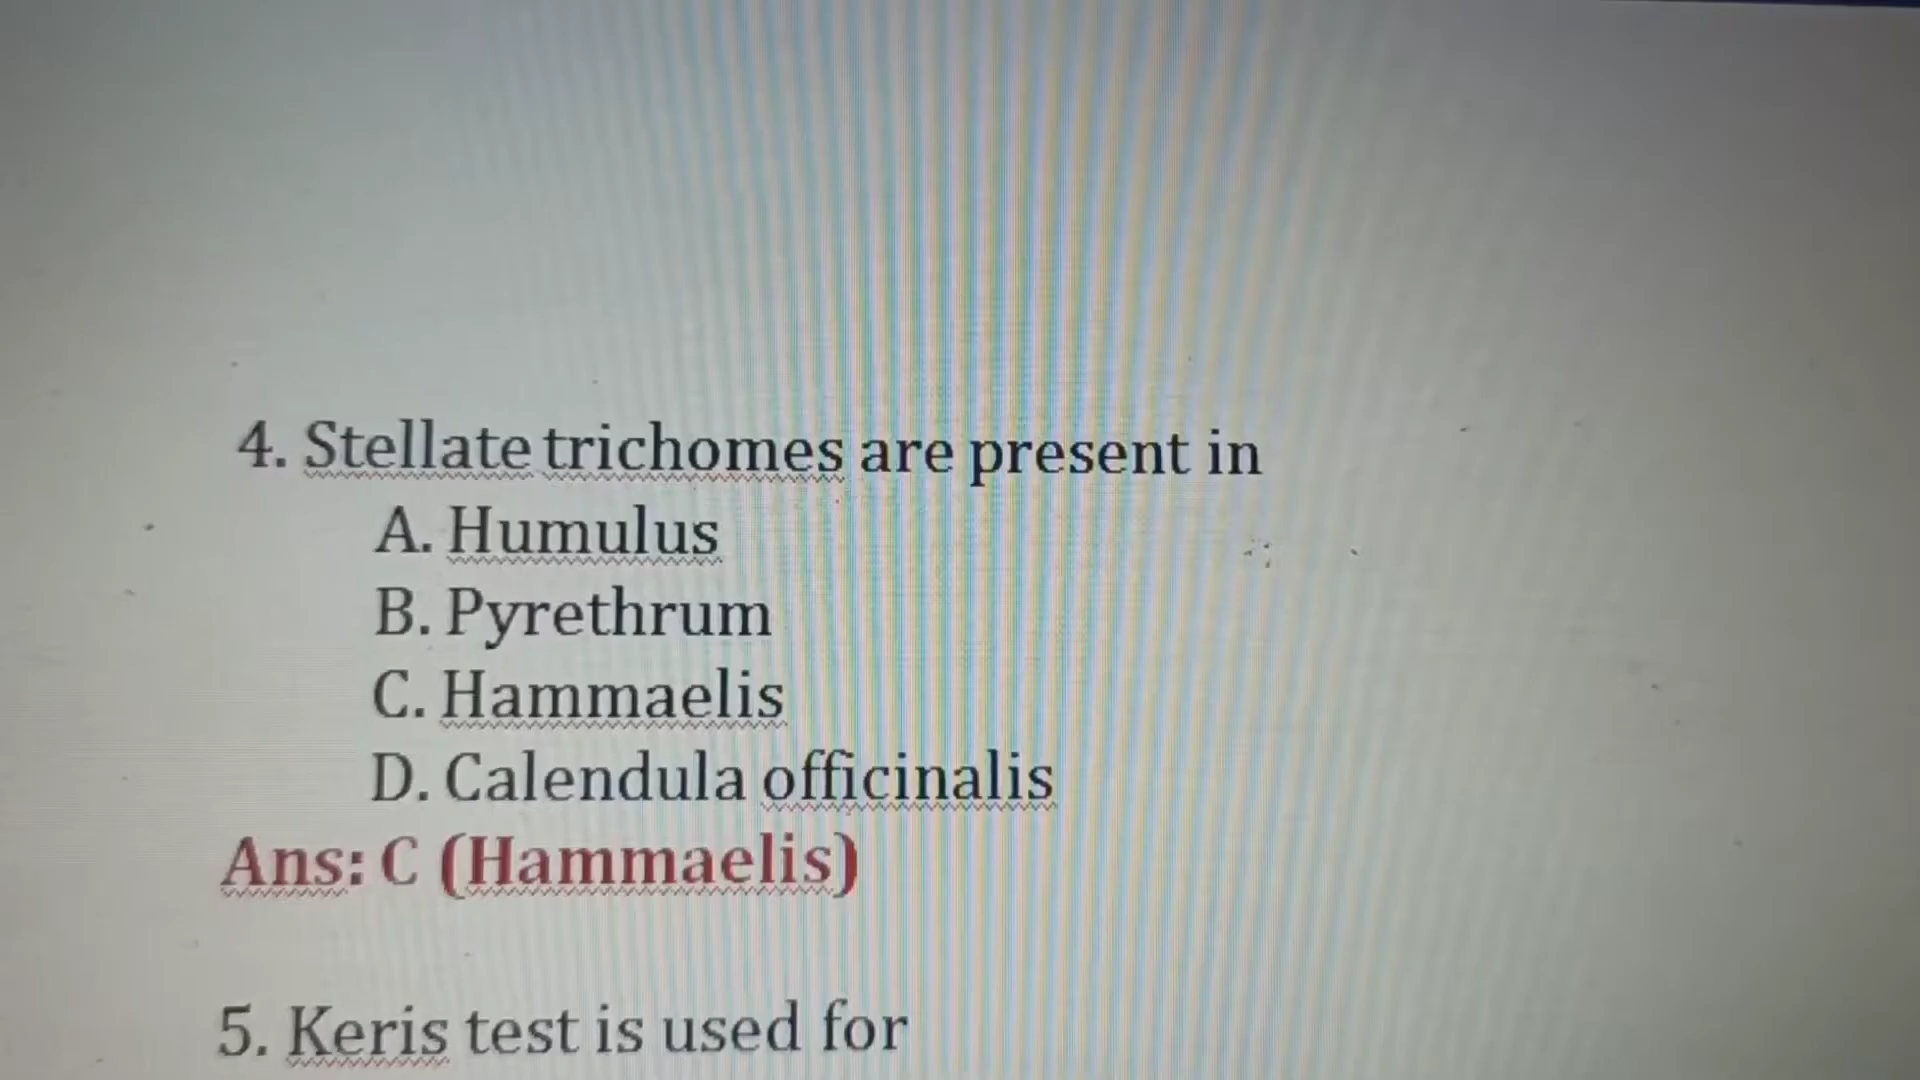 4. Stellate trichomes are present in
A. Humulus
B. Pyrethrum
C. Hammaelis
D. Calendula officinalis
Ans: C (Hammaelis)
5. Keris test is used for